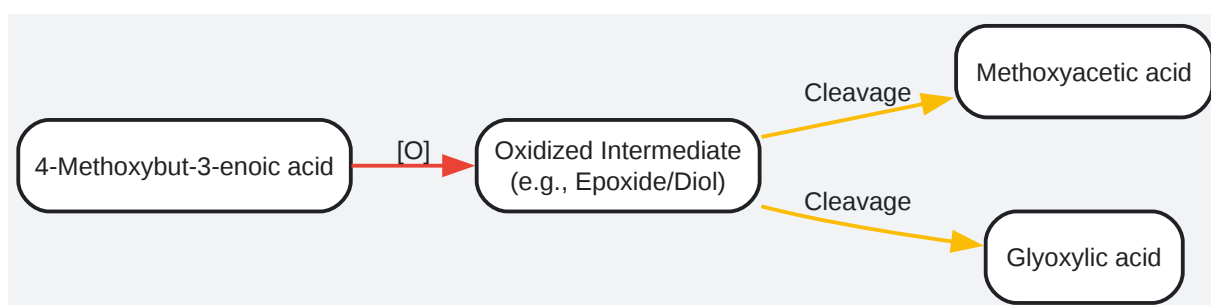 4-Methoxybut-3-enoic acid
[O]
Oxidized Intermediate
(e.g., Epoxide/Diol)
Cleavage
Methoxyacetic acid
Cleavage
Glyoxylic acid